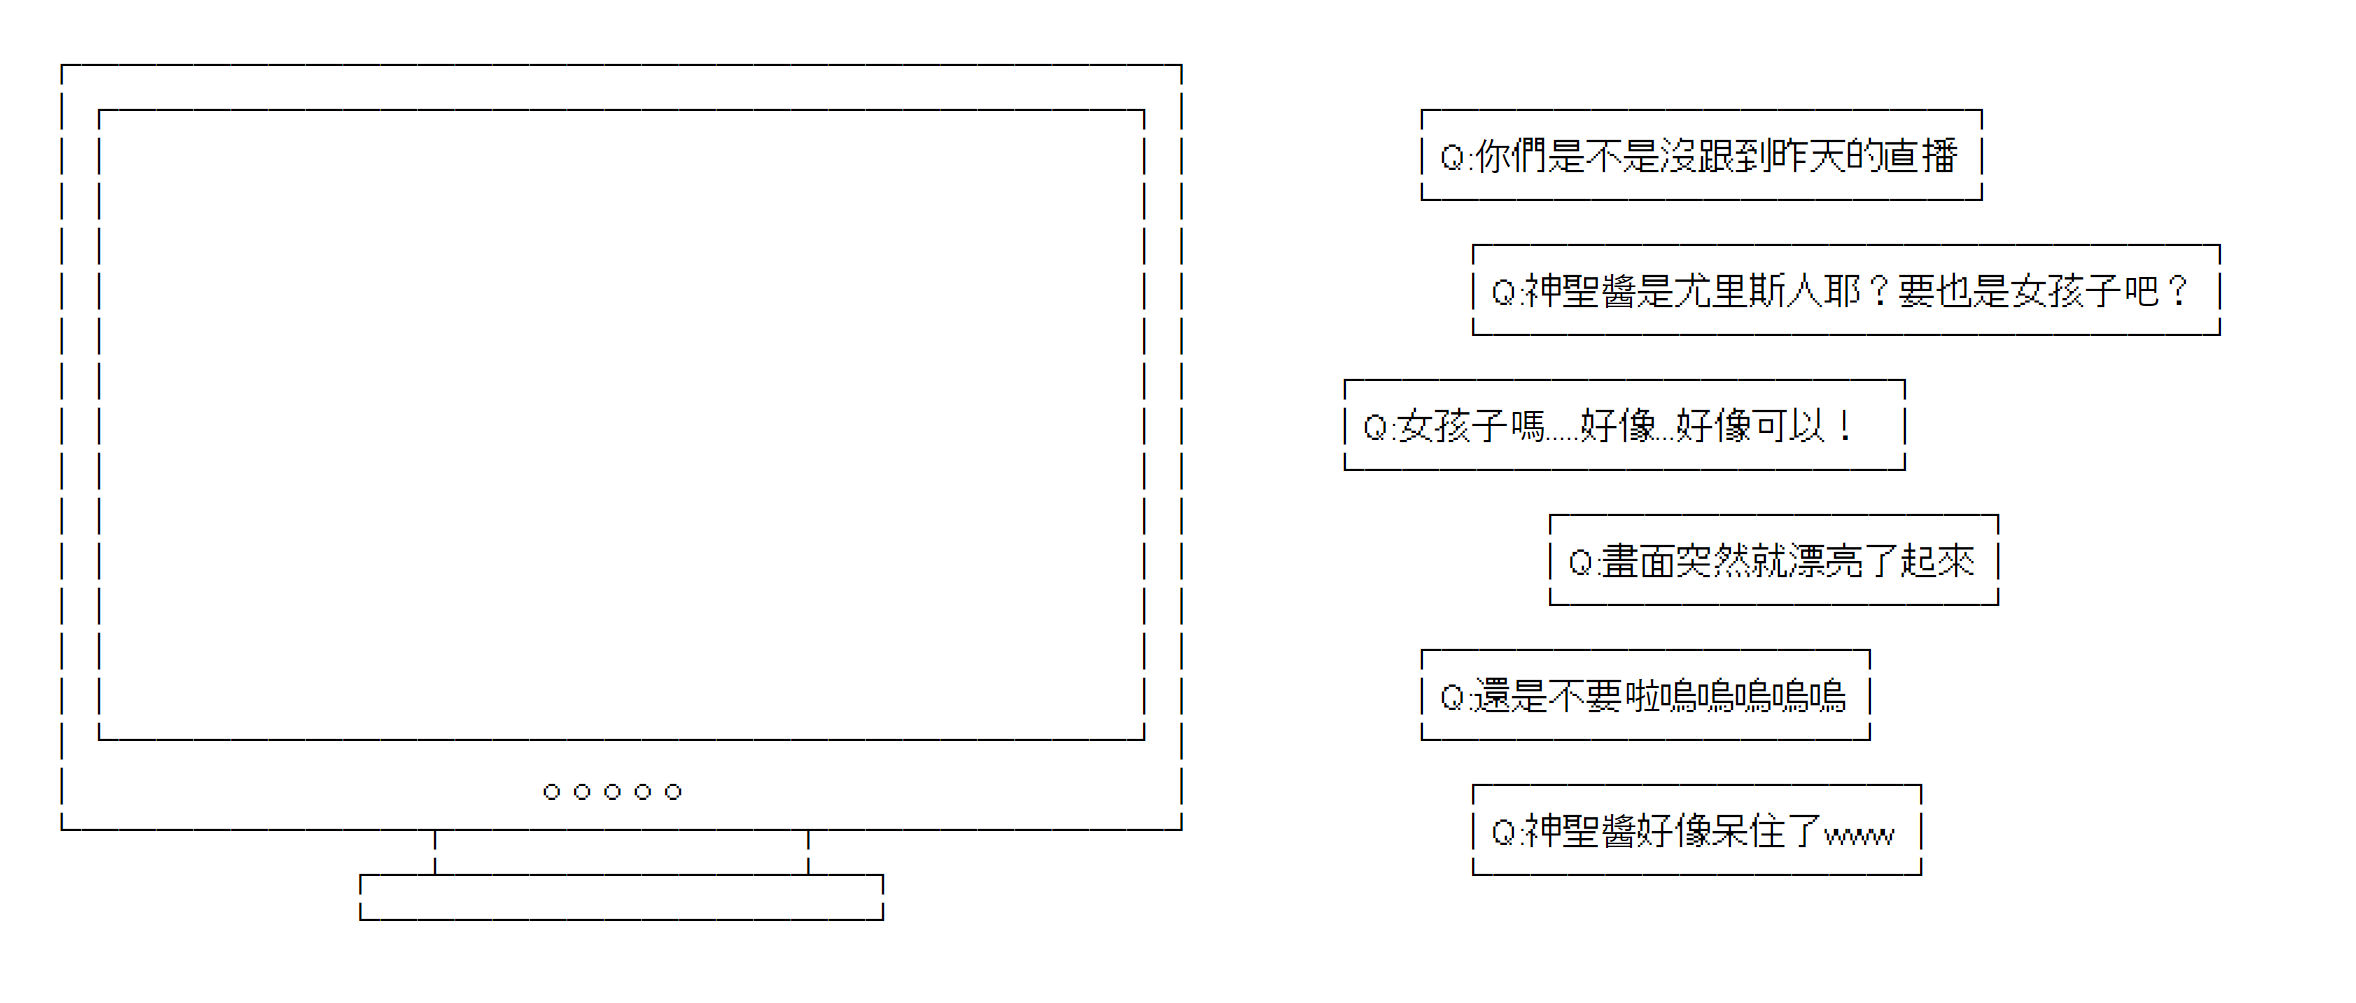 Q:你們是不是沒跟到昨天的直播
Q:神聖醬是尤里斯人耶？要也是女孩子吧？
Q:女孩子嗎.....好像...好像可以！
Q:畫面突然就漂亮了起來
Q:還是不要啦嗚嗚嗚嗚嗚
Q:神聖醬好像呆住了www